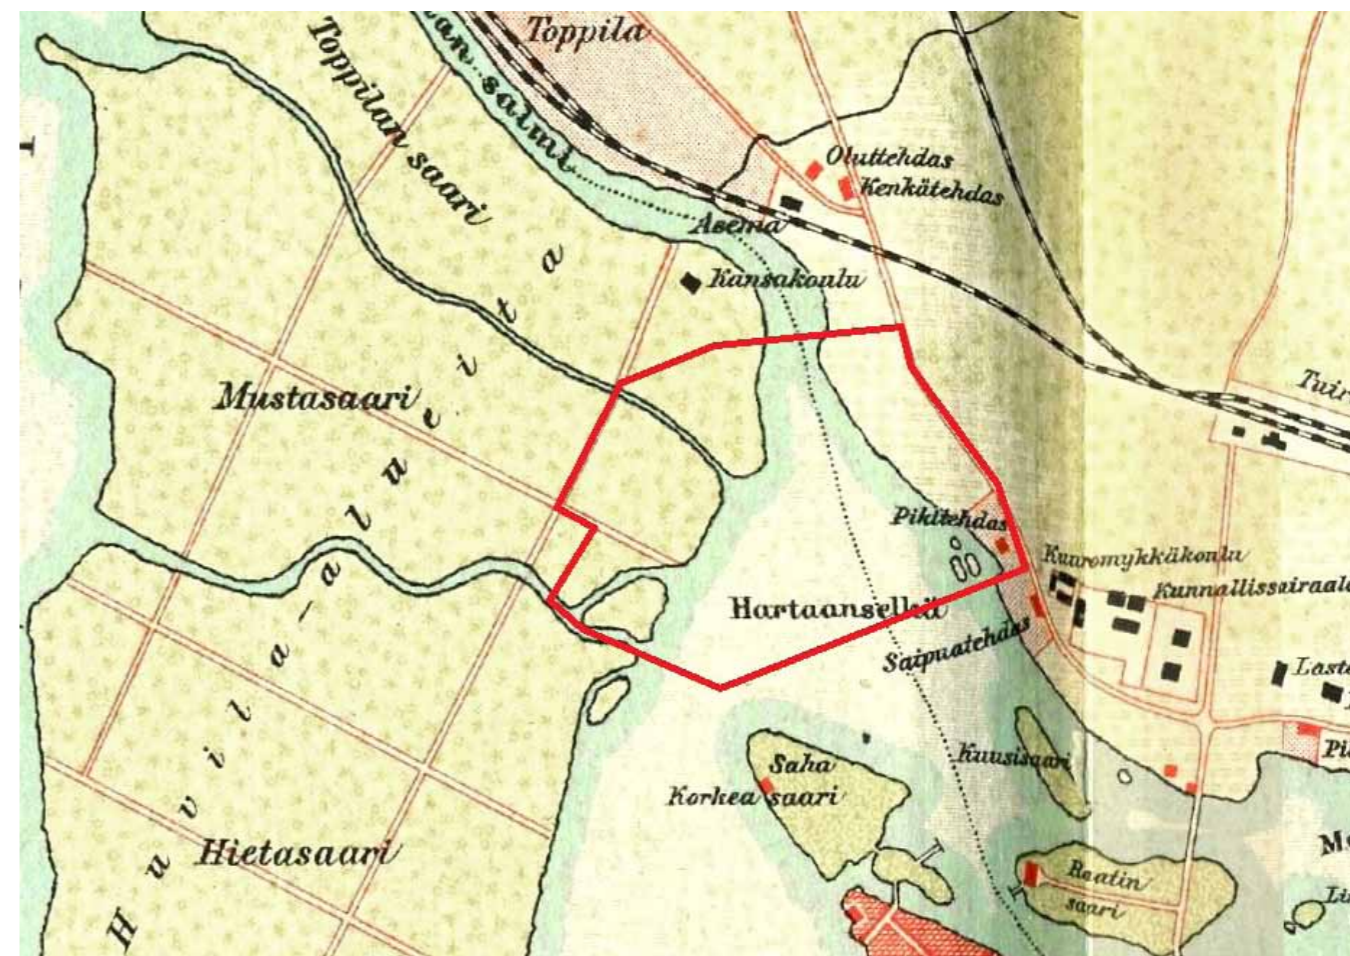 Toppila
Toppilan saari
salmi
Oluttehdas
Kenkätehdas
Asema
Kansakoulu
Tuir
Mustasaari
Huvila-alueita
Pikitehdas
Kuuromykkäkoulu
Kunnallissairaala
Hartaanselkä
Saipuatehdas
Laste
Kuusisaari
Pi
Saha
Korkea saari
Hietasaari
Raatin
saari
M
Li